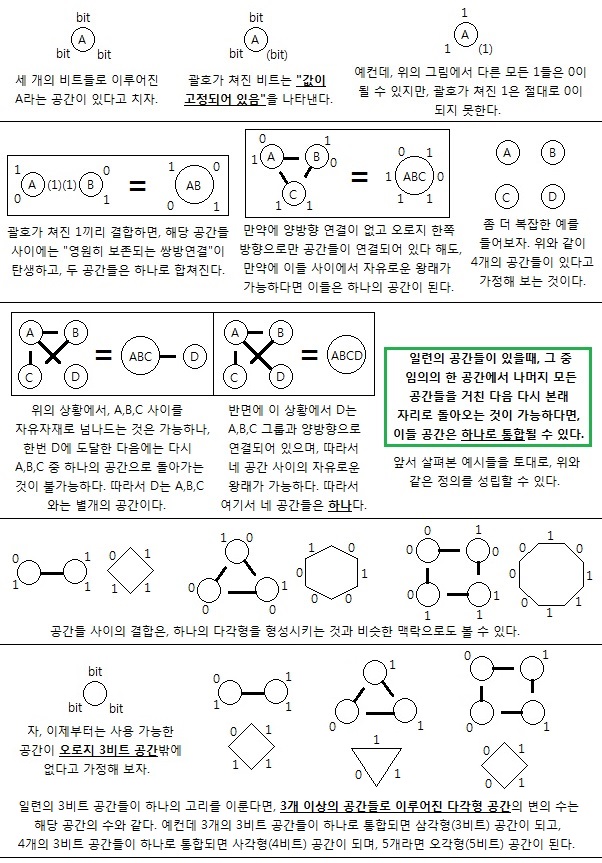 bit
A
bit bit
세 개의 비트들로 이루어진
A라는 공간이 있다고 치자.
bit
A
bit (bit)
괄호가 쳐진 비트는 "값이
고정되어 있음"을 나타낸다.
1
A
1 (1)
예컨데, 위의 그림에서 다른 모든 1들은 0이
될 수 있지만, 괄호가 쳐진 1은 절대로 0이
되지 못한다.
1 0
A (1)(1) B = AB
0 1
1 0
0 1
괄호가 쳐진 1끼리 결합하면, 해당 공간들
사이에는 "영원히 보존되는 쌍방연결"이
탄생하고, 두 공간들은 하나로 합쳐진다.
0 1
A B 0
1 C 1
=
0 1
1 ABC 0
1 1
만약에 양방향 연결이 없고 오로지 한쪽
방향으로만 공간들이 연결되어 있다 해도,
만약에 이들 사이에서 자유로운 왕래가
가능하다면 이들은 하나의 공간이 된다.
A B
C D
좀 더 복잡한 예를
들어보자. 위와 같이
4개의 공간들이 있다고
가정해 보는 것이다.
A B
C D
= ABC D
위의 상황에서, A,B,C 사이를
자유자재로 넘나드는 것은 가능하나,
한번 D에 도달한 다음에는 다시
A,B,C 중 하나의 공간으로 돌아가는
것이 불가능하다. 따라서 D는 A,B,C
와는 별개의 공간이다.
A B
C D
= ABCD
반면에 이 상황에서 D는
A,B,C 그룹과 양방향으로
연결되어 있으며, 따라서
네 공간 사이의 자유로운
왕래가 가능하다. 따라서
여기서 네 공간들은 하나다.
일련의 공간들이 있을때, 그 중
임의의 한 공간에서 나머지 모든
공간들을 거친 다음 다시 본래
자리로 돌아오는 것이 가능하다면,
이들 공간은 하나로 통합될 수 있다.
앞서 살펴본 예시들을 토대로, 위와
같은 정의를 성립할 수 있다.
0 1
1 1
0 1
1 1
1 0
0 1
0 0
1 0
0 1
0 0
0 1
0 0
0 1
1 1
1
0 0
0 1
1 1
공간들 사이의 결합은, 하나의 다각형을 형성시키는 것과 비슷한 맥락으로도 볼 수 있다.
bit
bit bit
자, 이제부터는 사용 가능한
공간이 오로지 3비트 공간밖에
없다고 가정해 보자.
0 1
1 1
0 1
1 1
1
0 1
1
0 1
0 1
0 1
0 1
0 1
일련의 3비트 공간들이 하나의 고리를 이룬다면, 3개 이상의 공간들로 이루어진 다각형 공간의 변의 수는
해당 공간의 수와 같다. 예컨데 3개의 3비트 공간들이 하나로 통합되면 삼각형(3비트) 공간이 되고,
4개의 3비트 공간들이 하나로 통합되면 사각형(4비트) 공간이 되며, 5개라면 오각형(5비트) 공간이 된다.